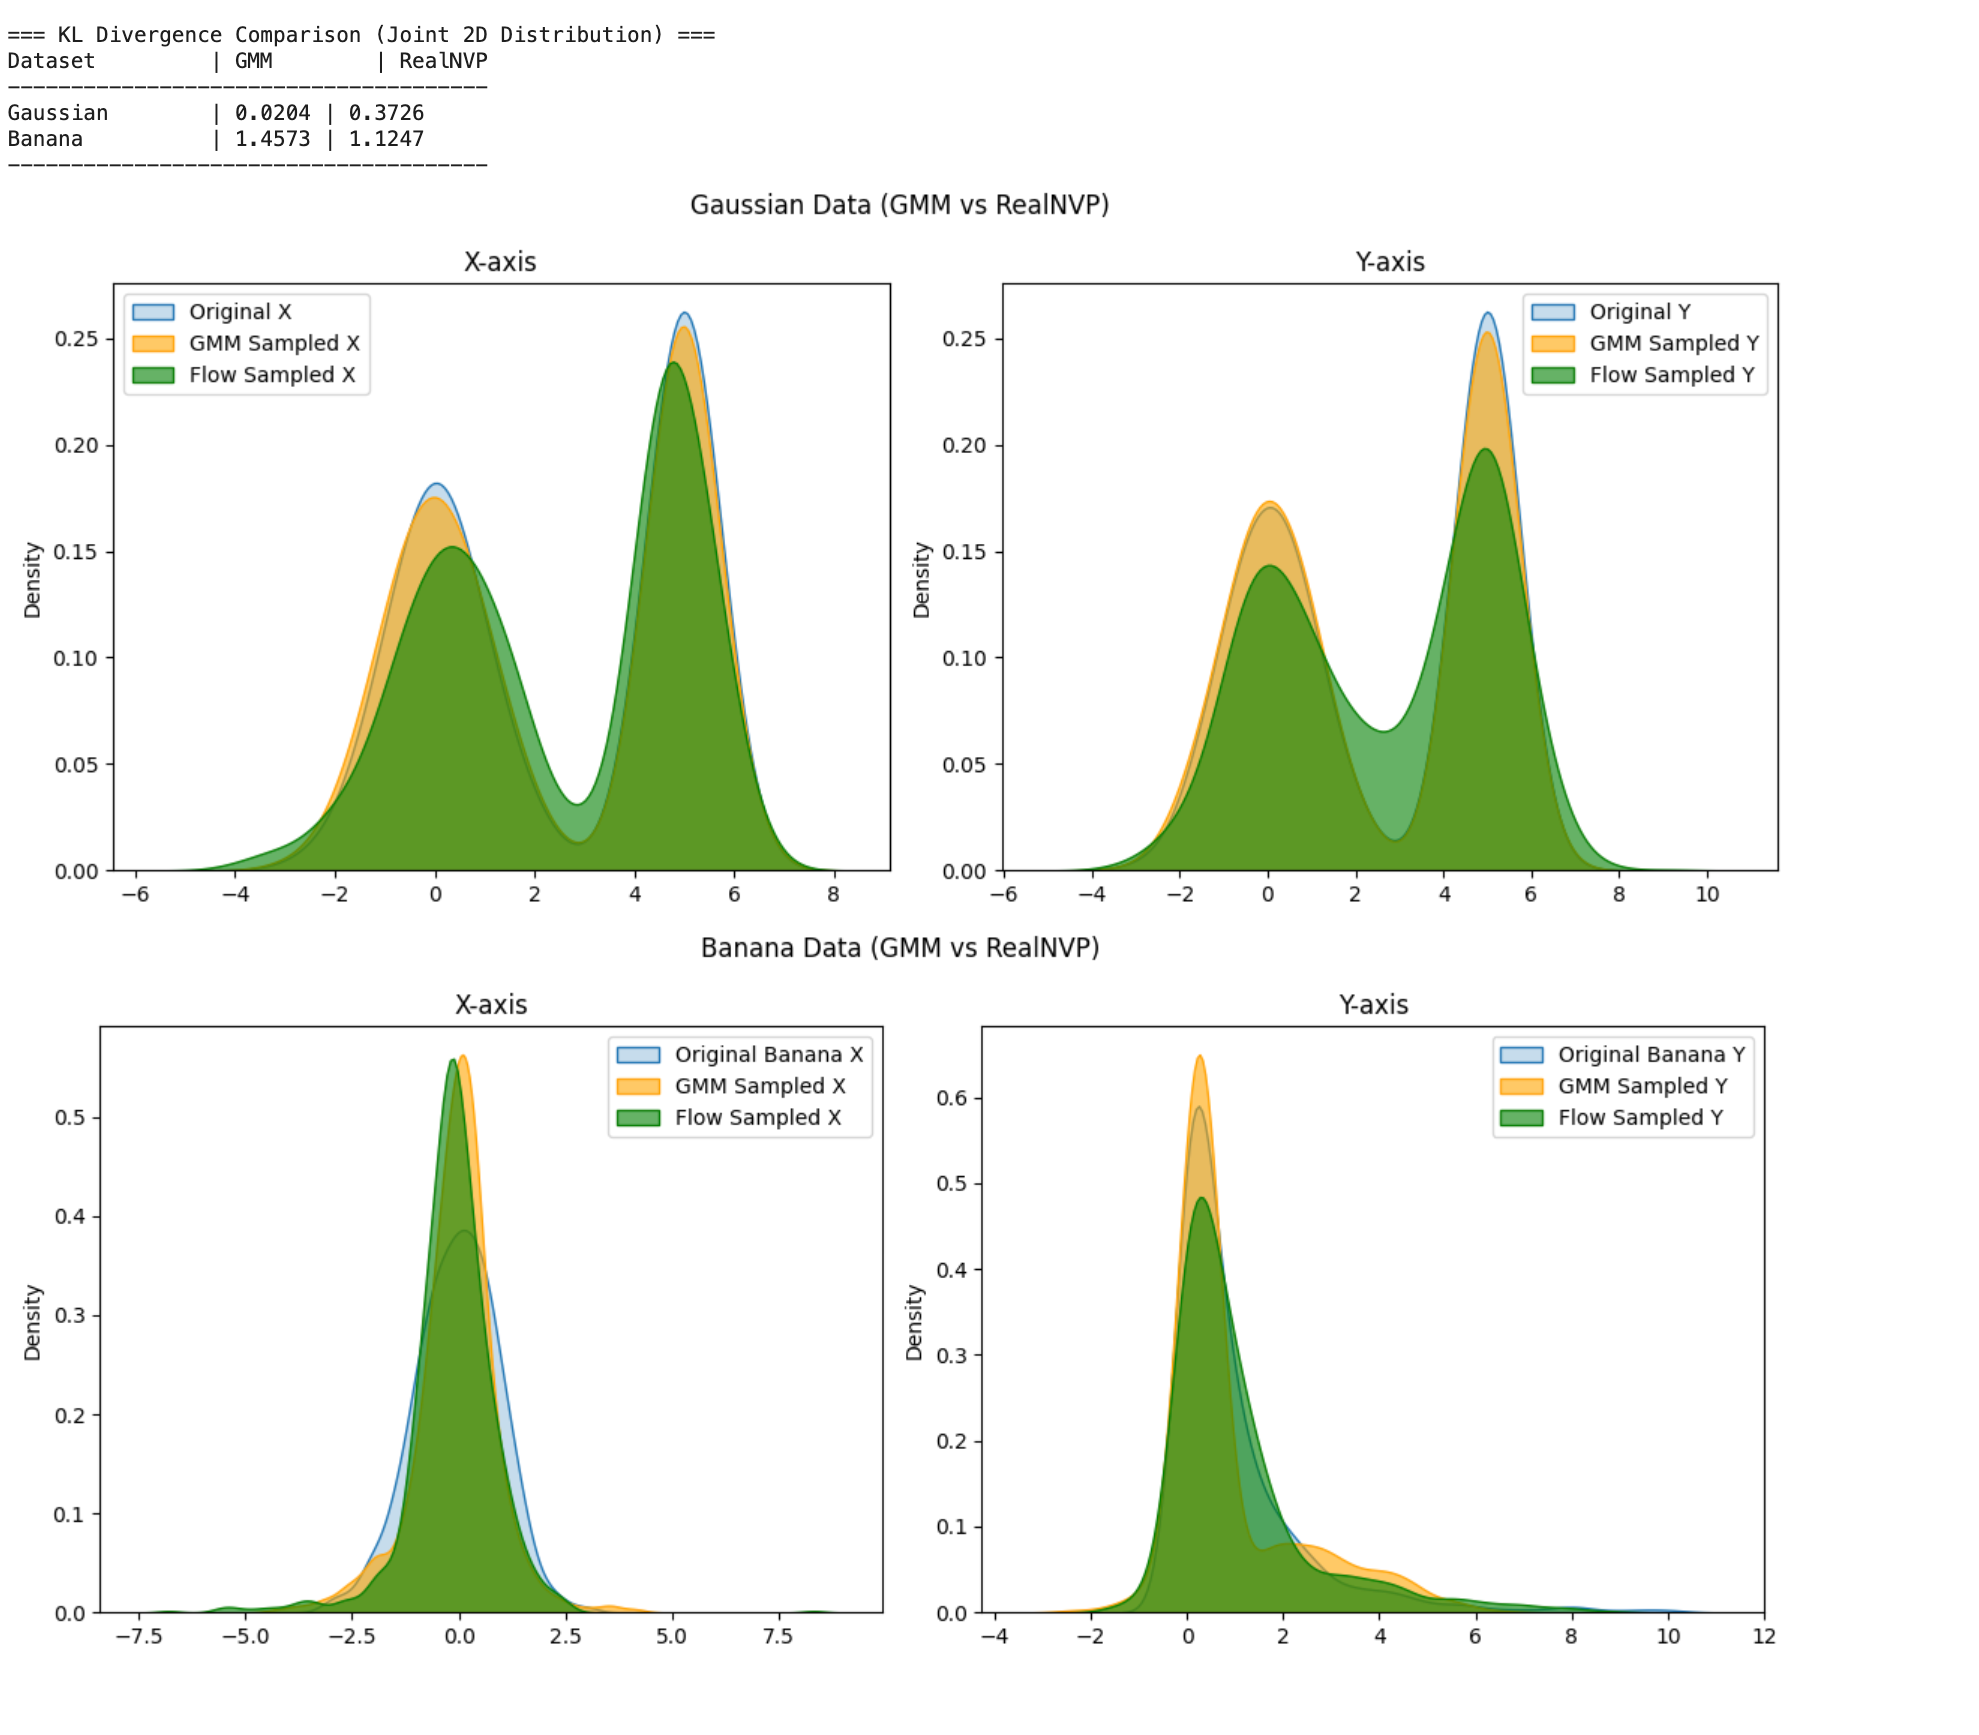 === KL Divergence Comparison (Joint 2D Distribution) ===
Dataset | GMM | RealNVP
--------------------------------------
Gaussian | 0.0204 | 0.3726
Banana | 1.4573 | 1.1247
--------------------------------------
Gaussian Data (GMM vs RealNVP)
X-axis
Original X
GMM Sampled X
Flow Sampled X
Density
0.25
0.20
0.15
0.10
0.05
0.00
−6 −4 −2 0 2 4 6 8
Y-axis
Original Y
GMM Sampled Y
Flow Sampled Y
Density
0.25
0.20
0.15
0.10
0.05
0.00
−6 −4 −2 0 2 4 6 8 10
Banana Data (GMM vs RealNVP)
X-axis
Original Banana X
GMM Sampled X
Flow Sampled X
Density
0.5
0.4
0.3
0.2
0.1
0.0
−7.5 −5.0 −2.5 0.0 2.5 5.0 7.5
Y-axis
Original Banana Y
GMM Sampled Y
Flow Sampled Y
Density
0.6
0.5
0.4
0.3
0.2
0.1
0.0
−4 −2 0 2 4 6 8 10 12